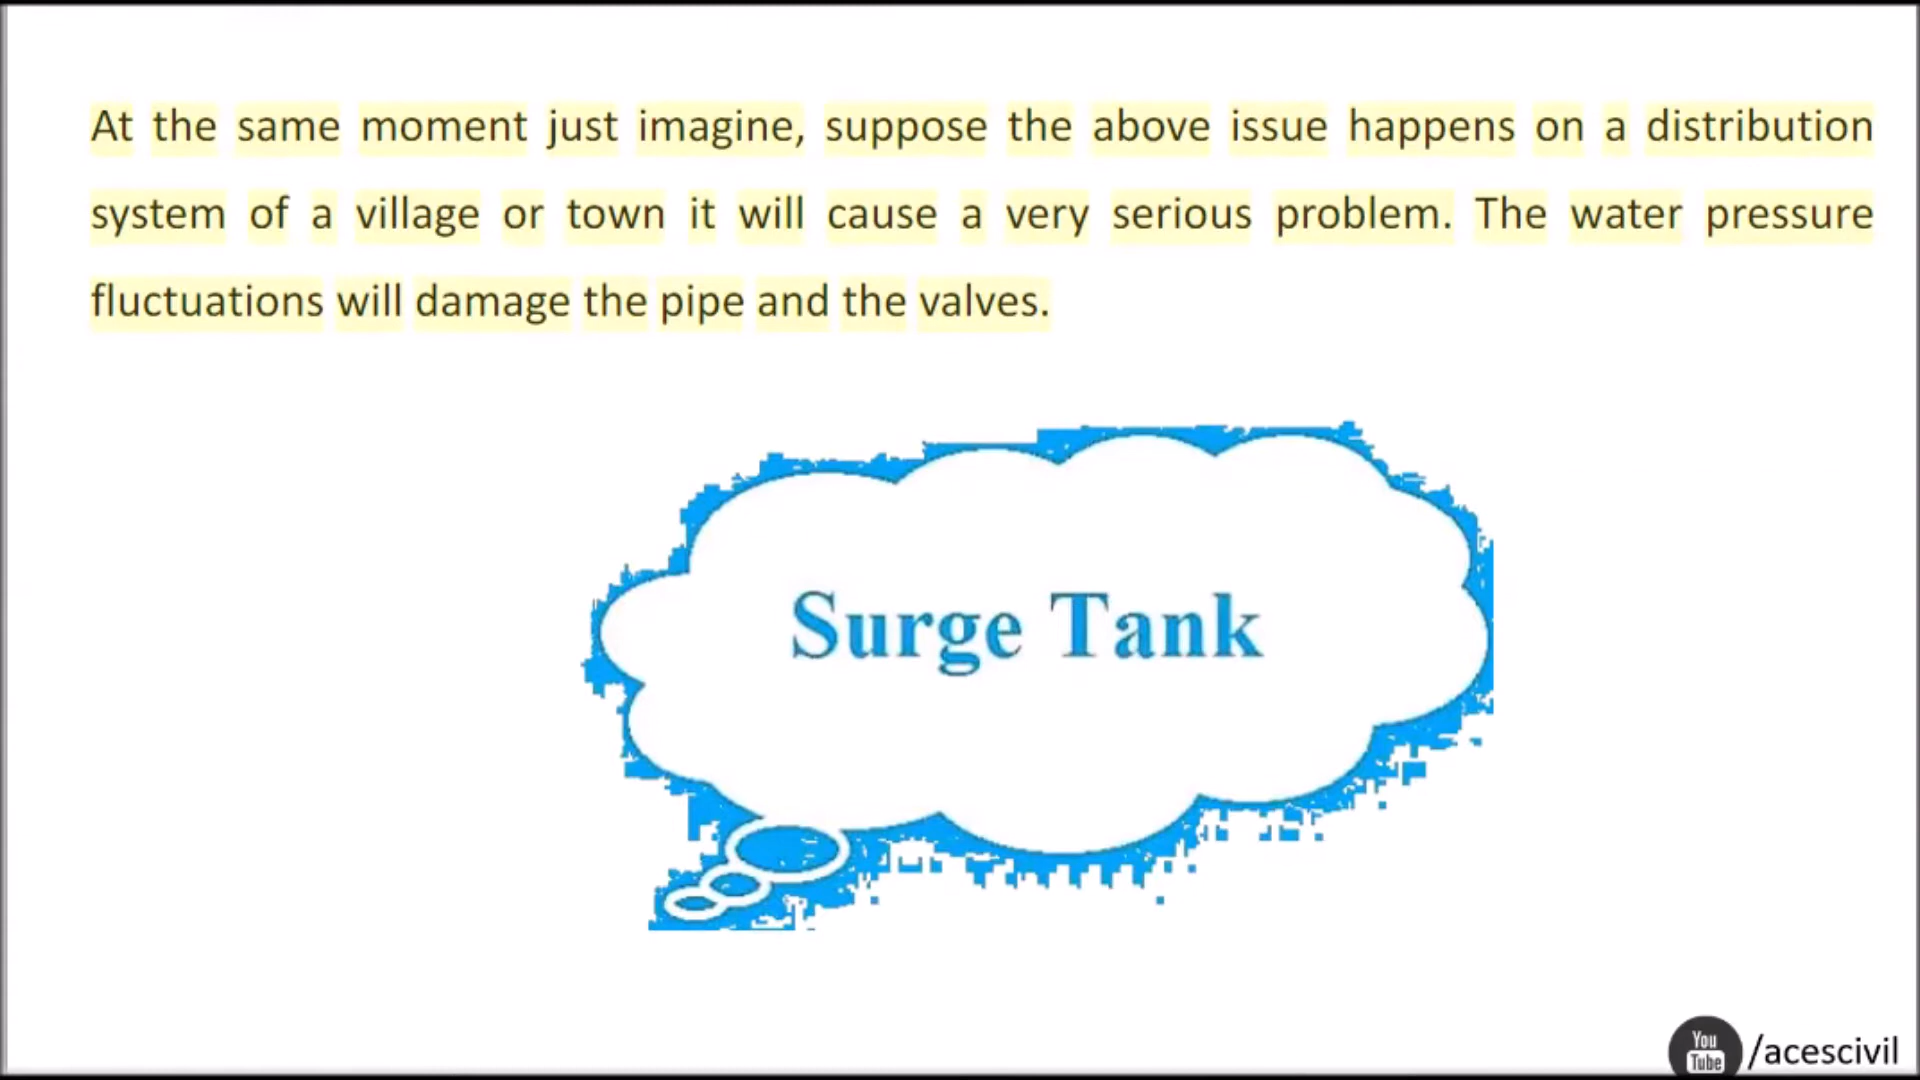 At the same moment just imagine, suppose the above issue happens on a distribution
system of a village or town it will cause a very serious problem. The water pressure
fluctuations will damage the pipe and the valves.
Surge Tank
You
Tube
/acescivil